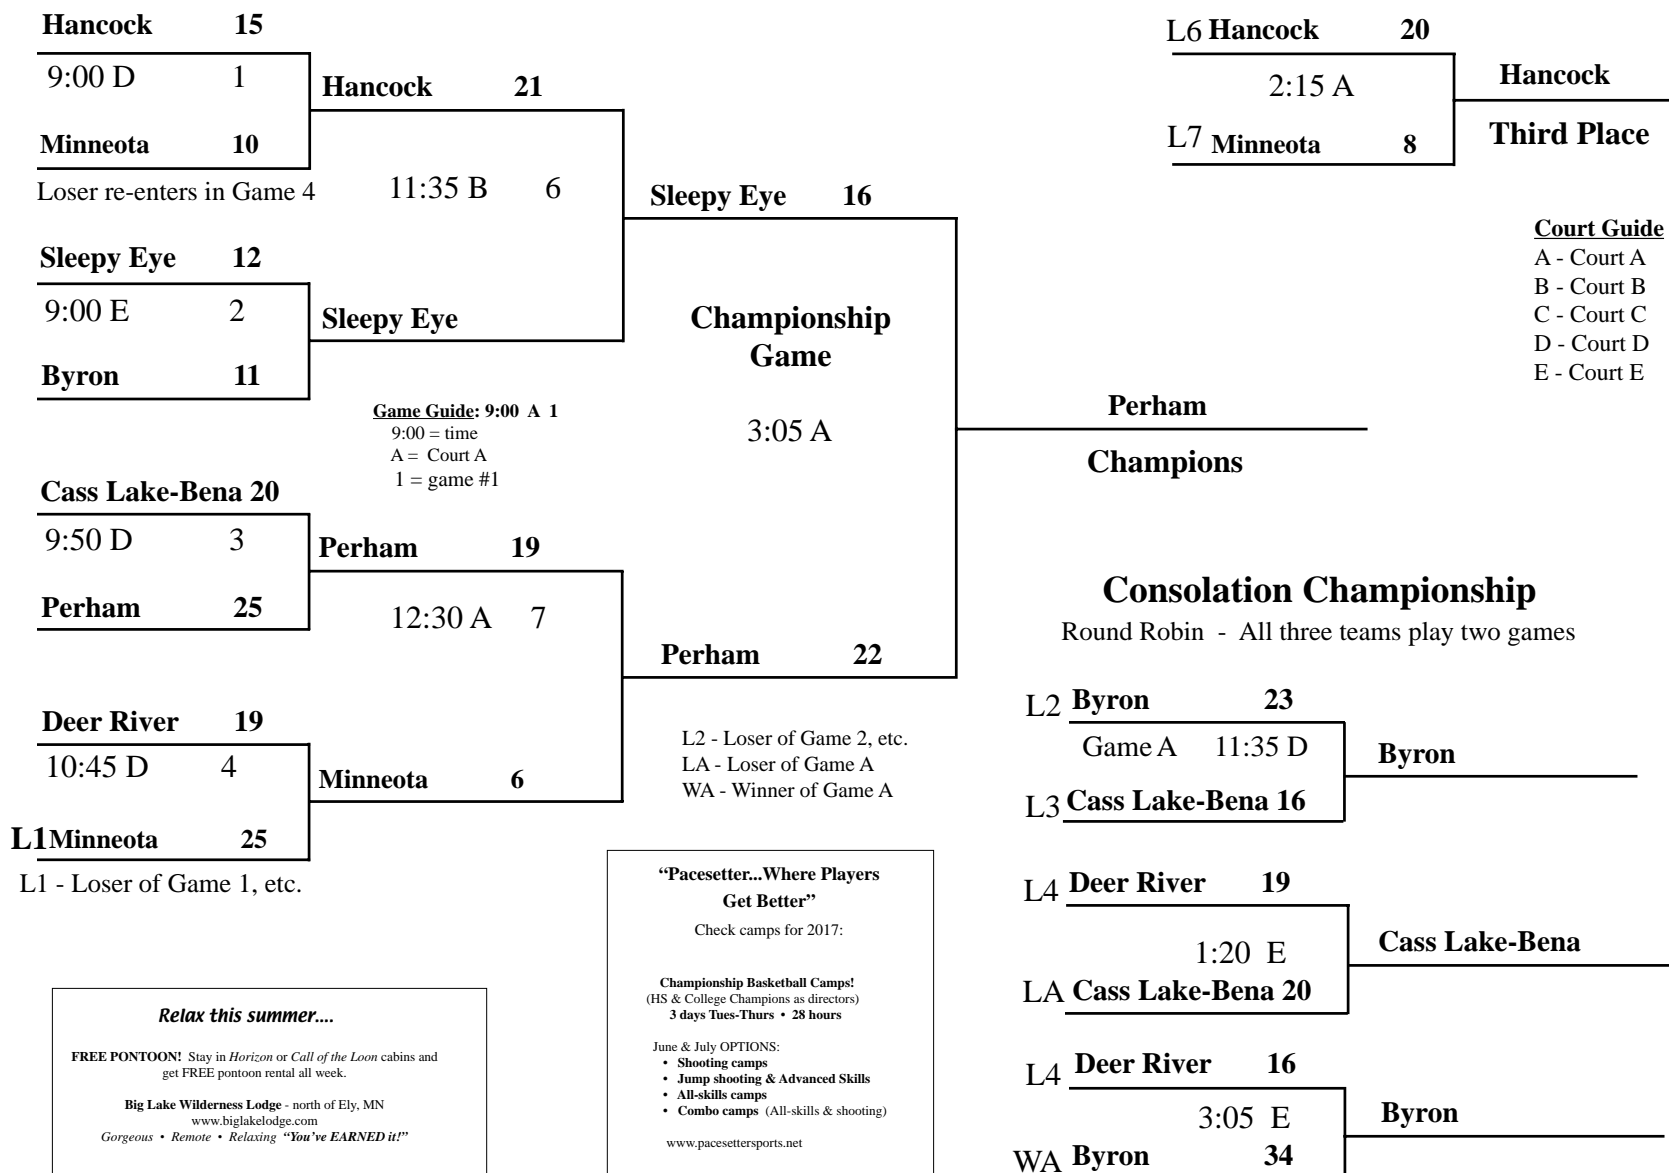 Hancock 15
9:00 D 1
Minneota 10
Loser re-enters in Game 4
Hancock 21
11:35 B 6
Sleepy Eye 12
9:00 E 2
Byron 11
Sleepy Eye
Sleepy Eye 16
Championship
Game
3:05 A
Game Guide: 9:00 A 1
9:00 = time
A = Court A
1 = game #1
Cass Lake-Bena 20
9:50 D 3
Perham 25
Perham 19
12:30 A 7
Deer River 19
10:45 D 4
L1 Minneota 25
L1 - Loser of Game 1, etc.
Minneota 6
Perham 22
L2 - Loser of Game 2, etc.
LA - Loser of Game A
WA - Winner of Game A
Perham
Champions
L6 Hancock 20
2:15 A
L7 Minneota 8
Hancock
Third Place
Court Guide
A - Court A
B - Court B
C - Court C
D - Court D
E - Court E
Consolation Championship
Round Robin - All three teams play two games
L2 Byron 23
Game A 11:35 D
L3 Cass Lake-Bena 16
Byron
L4 Deer River 19
1:20 E
LA Cass Lake-Bena 20
Cass Lake-Bena
L4 Deer River 16
3:05 E
WA Byron 34
Byron
Relax this summer....
FREE PONTOON! Stay in Horizon or Call of the Loon cabins and
get FREE pontoon rental all week.
Big Lake Wilderness Lodge - north of Ely, MN
www.biglakelodge.com
Gorgeous • Remote • Relaxing “You’ve EARNED it!”
“Pacesetter...Where Players
Get Better”
Check camps for 2017:
Championship Basketball Camps!
(HS & College Champions as directors)
3 days Tues-Thurs • 28 hours
June & July OPTIONS:
• Shooting camps
• Jump shooting & Advanced Skills
• All-skills camps
• Combo camps (All-skills & shooting)
www.pacesettersports.net